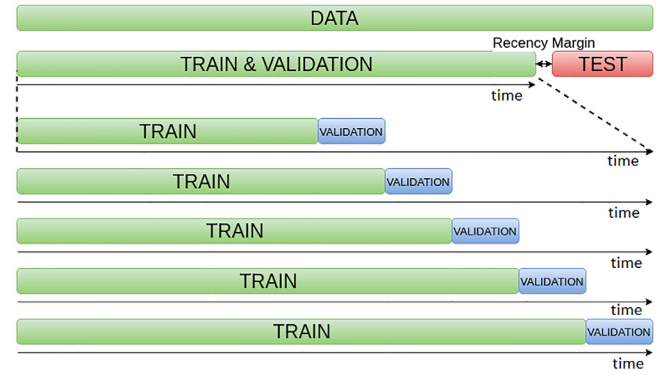 DATA
Recency Margin
TRAIN & VALIDATION
TEST
time
TRAIN
VALIDATION
time
TRAIN
VALIDATION
time
TRAIN
VALIDATION
time
TRAIN
VALIDATION
time
TRAIN
VALIDATION
time